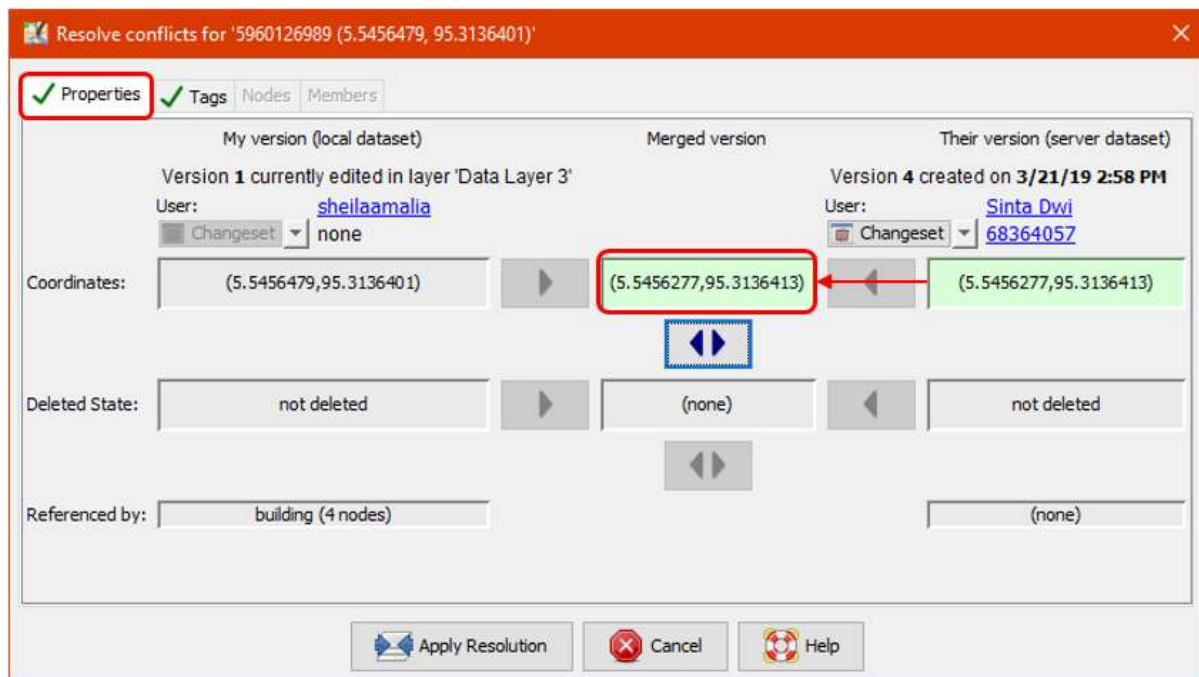 Resolve conflicts for '5960126989 (5.5456479, 95.3136401)'
Properties Tags Nodes Members
My version (local dataset) Merged version Their version (server dataset)
Version 1 currently edited in layer 'Data Layer 3' Version 4 created on 3/21/19 2:58 PM
User: sheilaamalia User: Sinta Dwi
Changeset none Changeset 68364057
Coordinates: (5.5456479,95.3136401) (5.5456277,95.3136413) (5.5456277,95.3136413)
Deleted State: not deleted (none) not deleted
Referenced by: building (4 nodes) (none)
Apply Resolution Cancel Help